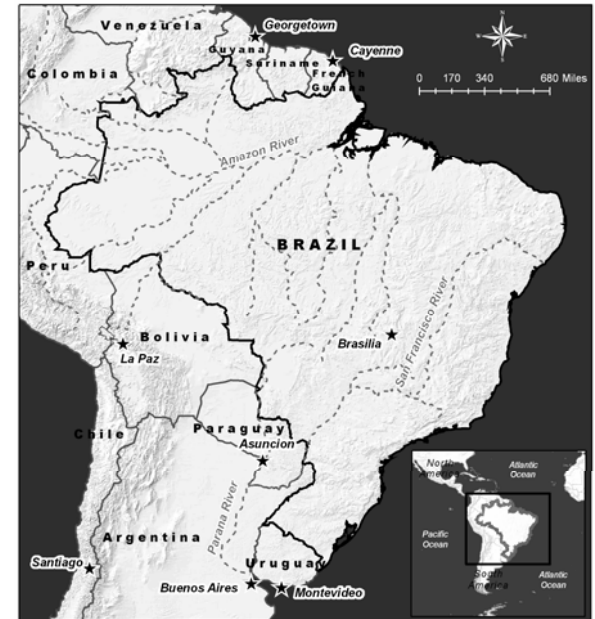 Venezuela
Georgetown
Guyana
Suriname
Cayenne
French
Guiana
Colombia
N
W
E
S
0 170 340 680 Miles
Amazon River
BRAZIL
Peru
Bolivia
La Paz
Brasilia
San Francisco River
Paraguay
Asuncion
Chile
Parana River
Argentina
Santiago
Uruguay
Buenos Aires
Montevideo
North
America
Atlantic
Ocean
Pacific
Ocean
South
America
Atlantic
Ocean